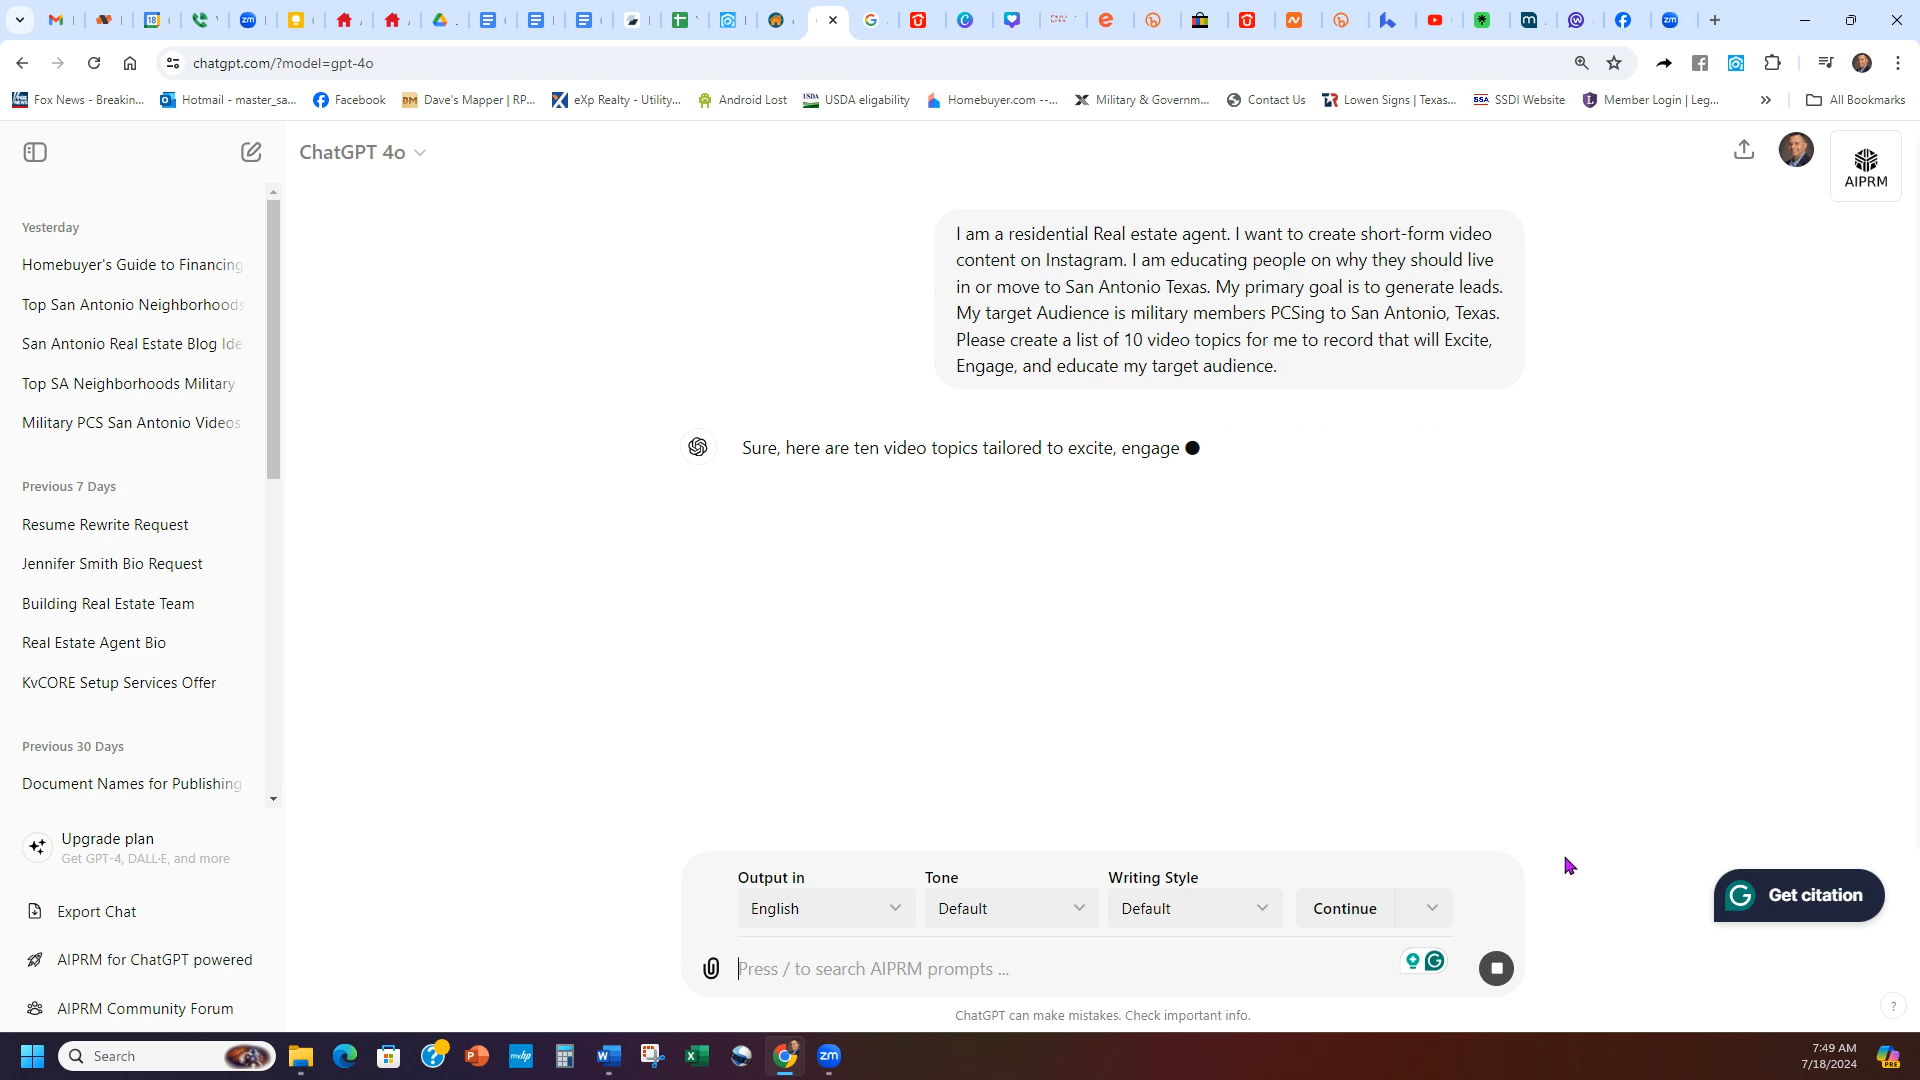 chatgpt.com/?model=gpt-4o
Fox News - Breakin...
Hotmail - master_sa...
Facebook
DM Dave's Mapper | RP...
eXp Realty - Utility...
Android Lost
USDA USDA eligibility
Homebuyer.com --...
Military & Governm...
Contact Us
Lowen Signs | Texas...
SSA SSDI Website
Member Login | Leg...
All Bookmarks
ChatGPT 4o
AIPRM
Yesterday
Homebuyer's Guide to Financing
Top San Antonio Neighborhoods
San Antonio Real Estate Blog Ide
Top SA Neighborhoods Military
Military PCS San Antonio Videos
Previous 7 Days
Resume Rewrite Request
Jennifer Smith Bio Request
Building Real Estate Team
Real Estate Agent Bio
KvCORE Setup Services Offer
Previous 30 Days
Document Names for Publishing
Upgrade plan
Get GPT-4, DALL·E, and more
Export Chat
AIPRM for ChatGPT powered
AIPRM Community Forum
I am a residential Real estate agent. I want to create short-form video
content on Instagram. I am educating people on why they should live
in or move to San Antonio Texas. My primary goal is to generate leads.
My target Audience is military members PCSing to San Antonio, Texas.
Please create a list of 10 video topics for me to record that will Excite,
Engage, and educate my target audience.
Sure, here are ten video topics tailored to excite, engage
Output in
Tone
Writing Style
English
Default
Default
Continue
Press / to search AIPRM prompts ...
ChatGPT can make mistakes. Check important info.
Get citation
?
Search
7:49 AM
7/18/2024